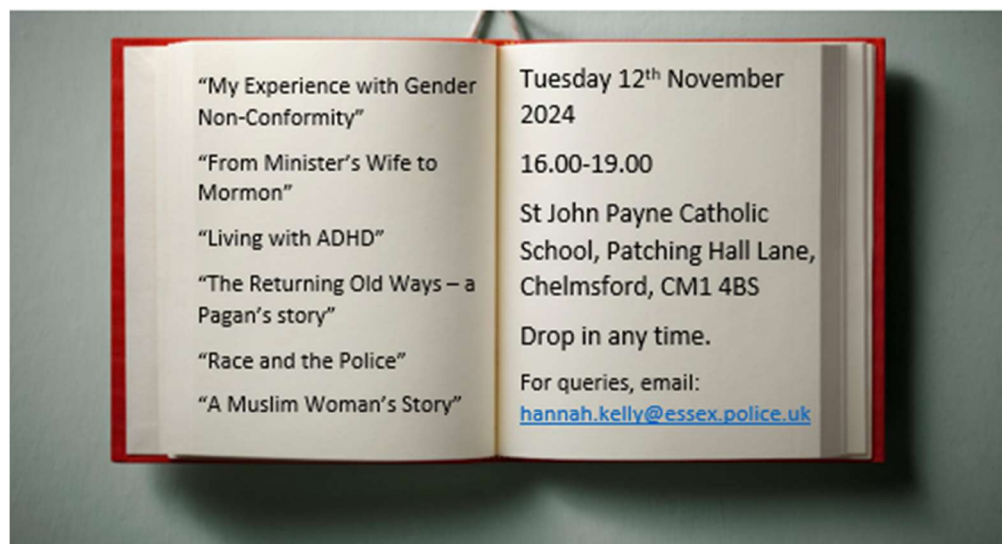 “My Experience with Gender
Non-Conformity”
“From Minister’s Wife to
Mormon”
“Living with ADHD”
“The Returning Old Ways – a
Pagan’s story”
“Race and the Police”
“A Muslim Woman’s Story”
Tuesday 12th November
2024
16.00-19.00
St John Payne Catholic
School, Patching Hall Lane,
Chelmsford, CM1 4BS
Drop in any time.
For queries, email:
hannah.kelly@essex.police.uk